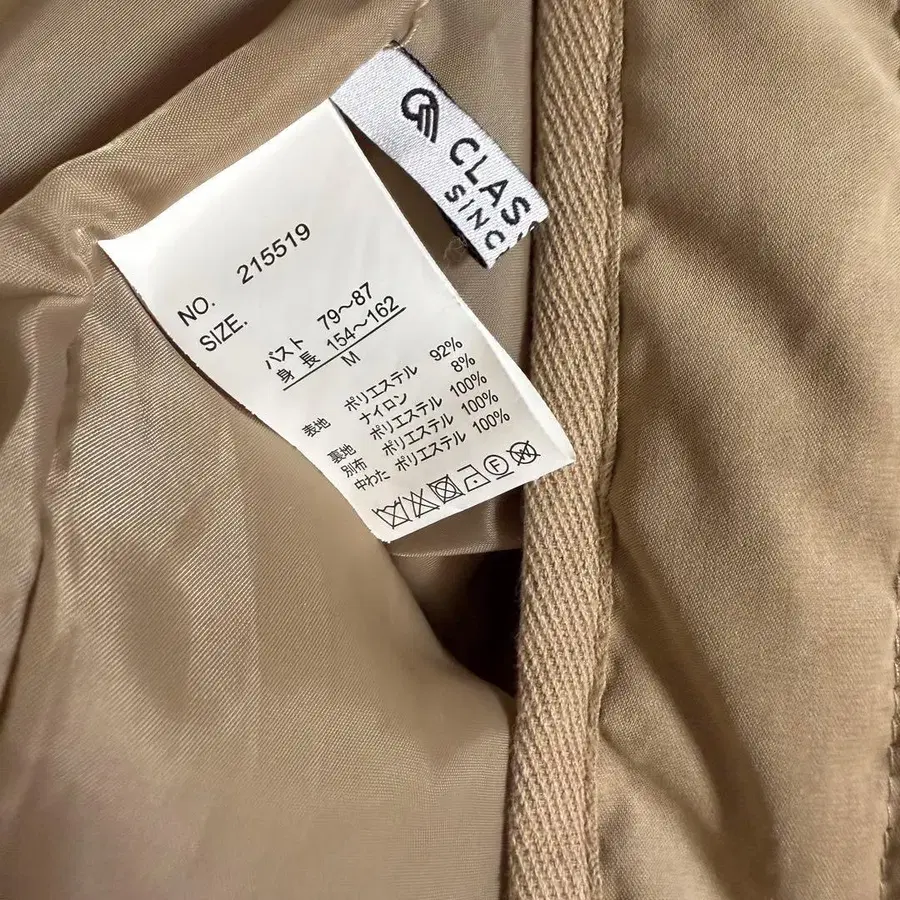 CLAS
SINC
NO. 215519
SIZE.
バスト 79~87
身長 154~162
M
表地 ポリエステル 92%
ナイロン 8%
裏地 ポリエステル 100%
別布 ポリエステル 100%
中わた ポリエステル 100%
F
W